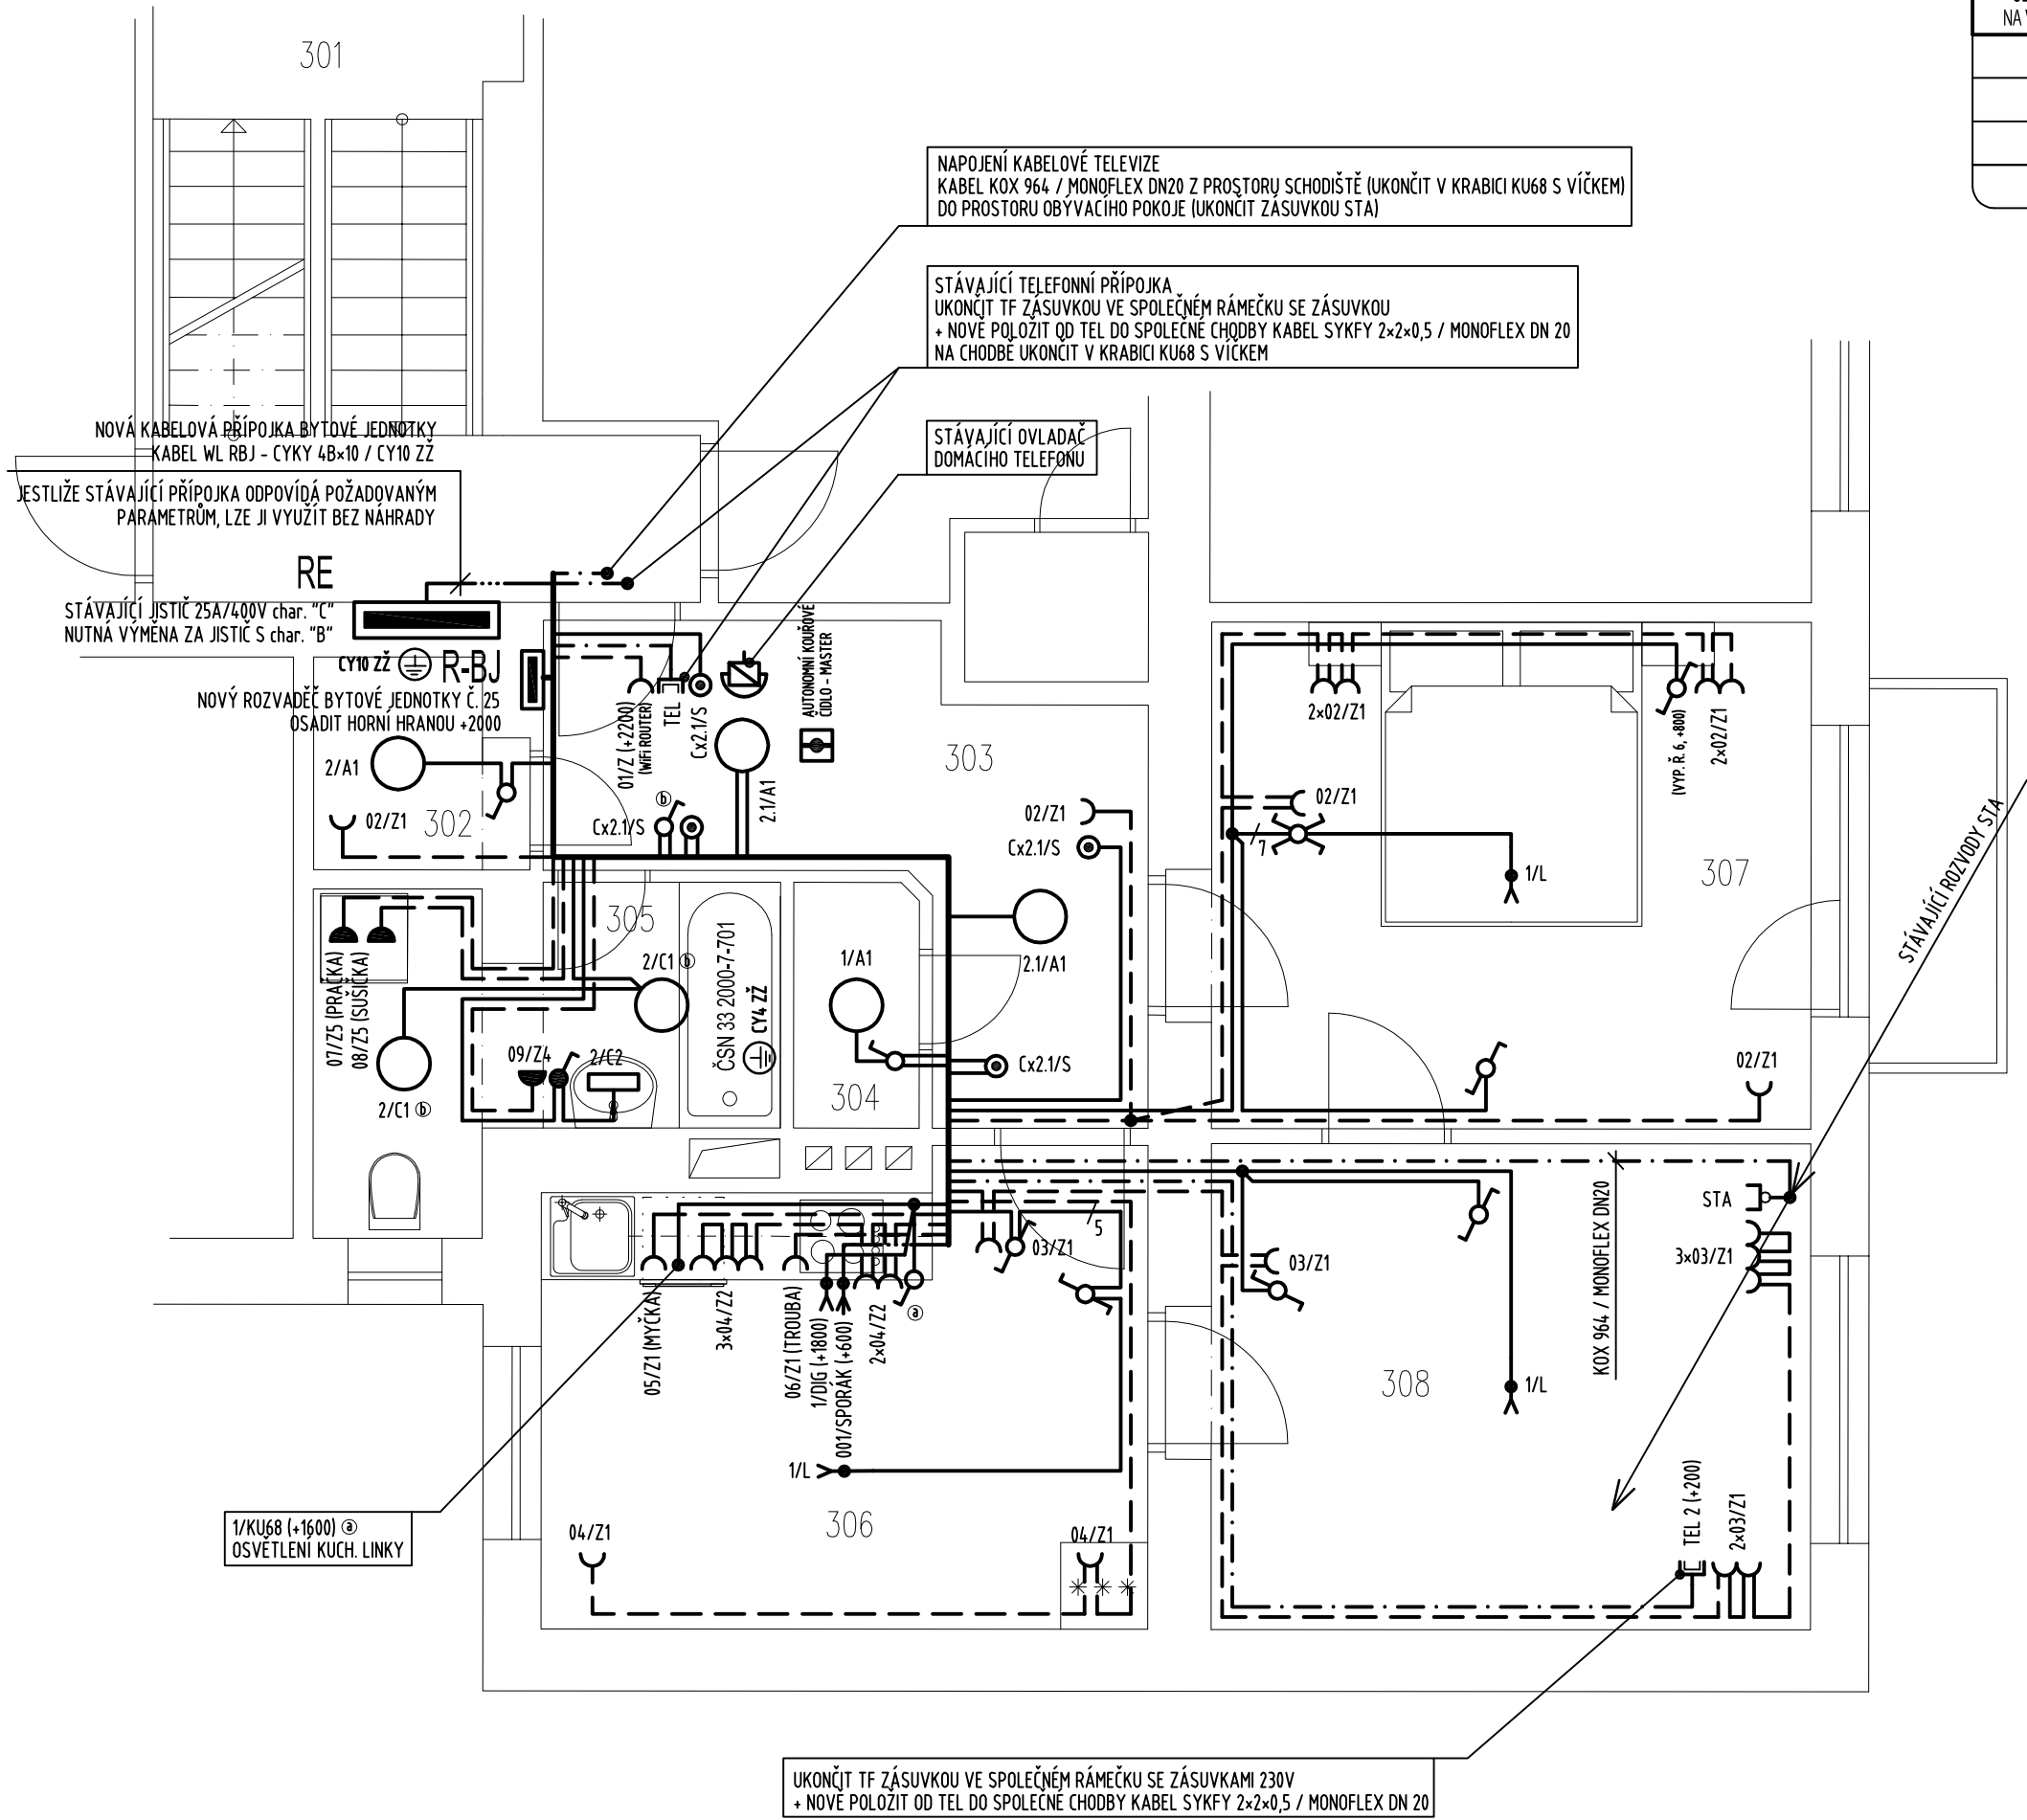 301
NA
NAPOJENÍ KABELOVÉ TELEVIZE
KABEL KOX 964 / MONOFLEX DN20 Z PROSTORU SCHODIŠTĚ (UKONČIT V KRABICI KU68 S VÍČKEM)
DO PROSTORU OBÝVACÍHO POKOJE (UKONČIT ZÁSUVKOU STA)
STÁVAJÍCÍ TELEFONNÍ PŘÍPOJKA
UKONČIT TF ZÁSUVKOU VE SPOLEČNÉM RÁMEČKU SE ZÁSUVKOU
+ NOVĚ POLOŽIT OD TEL DO SPOLEČNÉ CHODBY KABEL SYKFY 2×2×0,5 / MONOFLEX DN 20
NA CHODBĚ UKONČIT V KRABICI KU68 S VÍČKEM
STÁVAJÍCÍ OVLADAČ
DOMÁCÍHO TELEFONU
NOVÁ KABELOVÁ PŘÍPOJKA BYTOVÉ JEDNOTKY
KABEL WL RBJ - CYKY 4B×10 / CY10 ZŽ
JESTLIŽE STÁVAJÍCÍ PŘÍPOJKA ODPOVÍDÁ POŽADOVANÝM
PARAMETRŮM, LZE JI VYUŽÍT BEZ NÁHRADY
RE
STÁVAJÍCÍ JISTIČ 25A/400V char. "C"
NUTNÁ VÝMĚNA ZA JISTIČ S char. "B"
CY10 ZŽ
R-BJ
NOVÝ ROZVADĚČ BYTOVÉ JEDNOTKY Č. 25
OSADIT HORNÍ HRANOU +2000
01/Z (+2200)
(WiFi ROUTER)
TEL
Cx2.1/S
2.1/A1
AUTONOMNÍ KOUŘOVÉ
ČIDLO - MASTER
303
2/A1
02/Z1
302
Cx2.1/S
b
02/Z1
Cx2.1/S
2×02/Z1
(VYP. Ř. 6, +800)
2×02/Z1
02/Z1
7
1/L
307
STÁVAJÍCÍ ROZVODY STA
305
2/C1 b
ČSN 33 2000-7-701
CY4 ZŽ
1/A1
2.1/A1
07/Z5 (PRAČKA)
08/Z5 (SUŠIČKA)
09/Z4
2/C2
2/C1 b
304
Cx2.1/S
02/Z1
STA
3×03/Z1
KOX 964 / MONOFLEX DN20
5
03/Z1
03/Z1
05/Z1 (MYČKA)
3×04/Z2
06/Z1 (TROUBA)
1/DIG (+1800)
001/SPORÁK (+600)
2×04/Z2
a
308
1/L
1/L
306
1/KU68 (+1600) a
OSVĚTLENÍ KUCH. LINKY
04/Z1
04/Z1
TEL 2 (+200)
2×03/Z1
UKONČIT TF ZÁSUVKOU VE SPOLEČNÉM RÁMEČKU SE ZÁSUVKAMI 230V
+ NOVĚ POLOŽIT OD TEL DO SPOLEČNÉ CHODBY KABEL SYKFY 2×2×0,5 / MONOFLEX DN 20